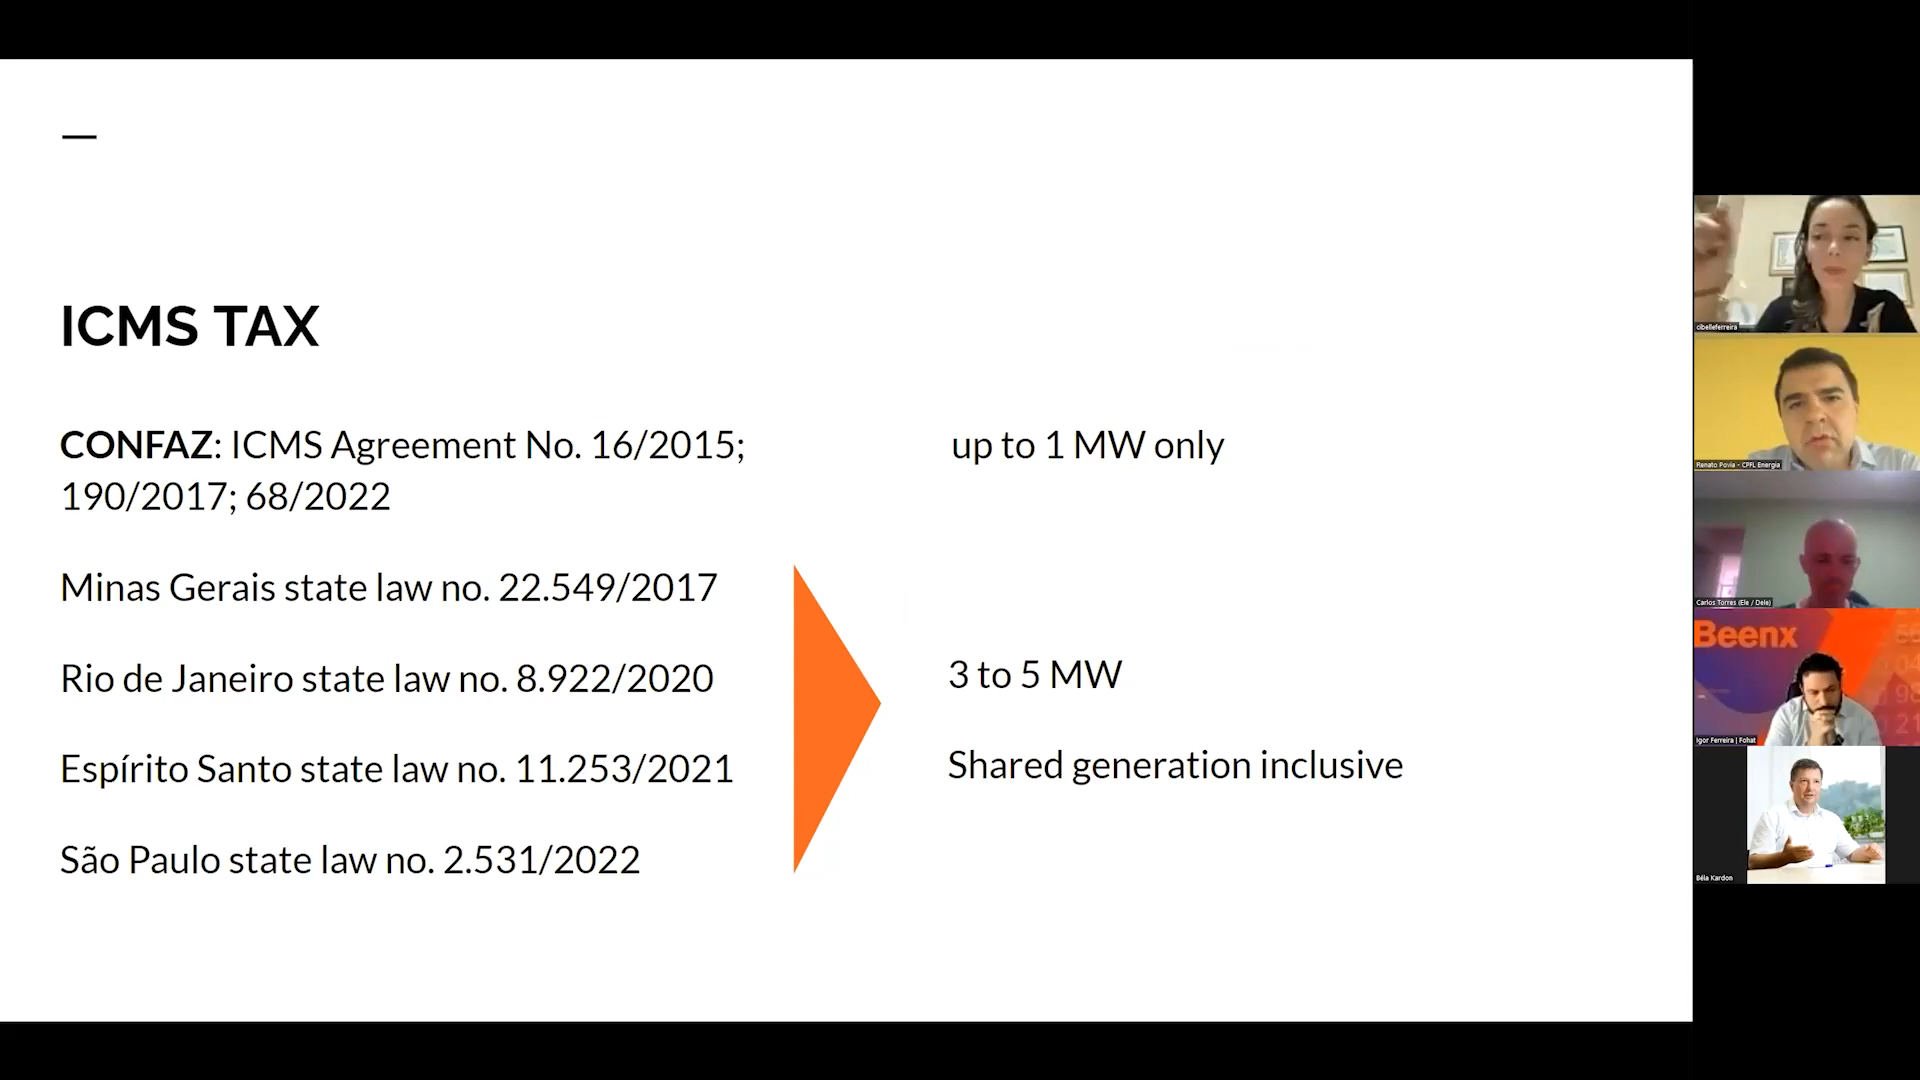 ICMS TAX
CONFAZ: ICMS Agreement No. 16/2015;
190/2017; 68/2022
up to 1 MW only
Minas Gerais state law no. 22.549/2017
Rio de Janeiro state law no. 8.922/2020
Espírito Santo state law no. 11.253/2021
São Paulo state law no. 2.531/2022
3 to 5 MW
Shared generation inclusive
cibelleferreira
Renato Povia - CPFL Energia
Carlos Torres (Ele / Dele)
Beenx
Igor Ferreira | Fohat
Béla Kardon